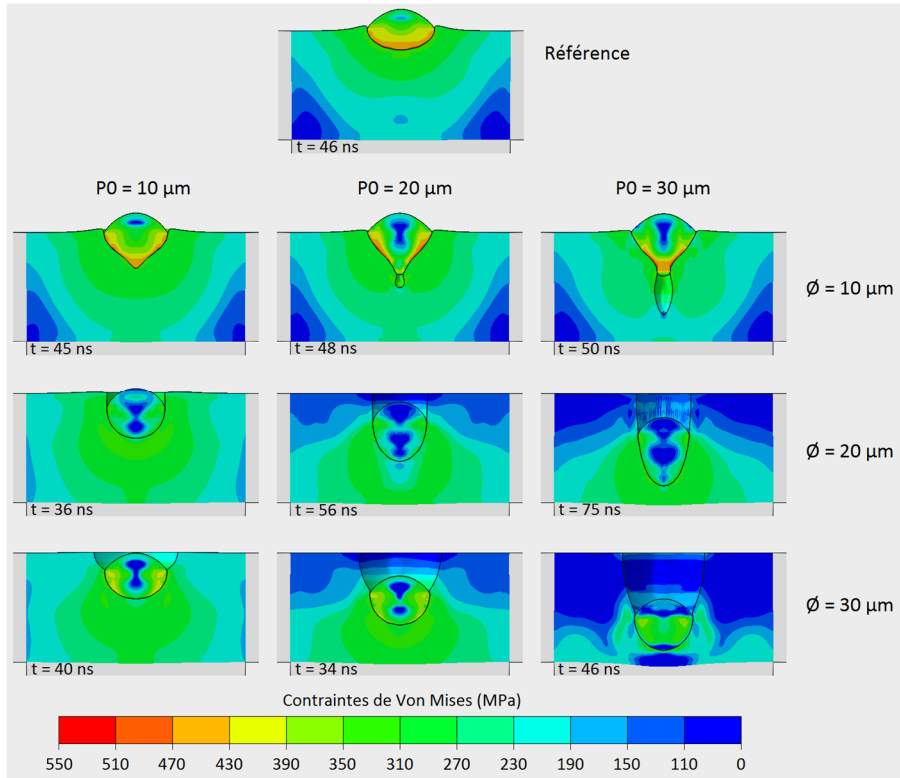 Référence
t = 46 ns
P0 = 10 µm P0 = 20 µm P0 = 30 µm
t = 45 ns t = 48 ns t = 50 ns Ø = 10 µm
t = 36 ns t = 56 ns t = 75 ns Ø = 20 µm
t = 40 ns t = 34 ns t = 46 ns Ø = 30 µm
Contraintes de Von Mises (MPa)
550 510 470 430 390 350 310 270 230 190 150 110 0